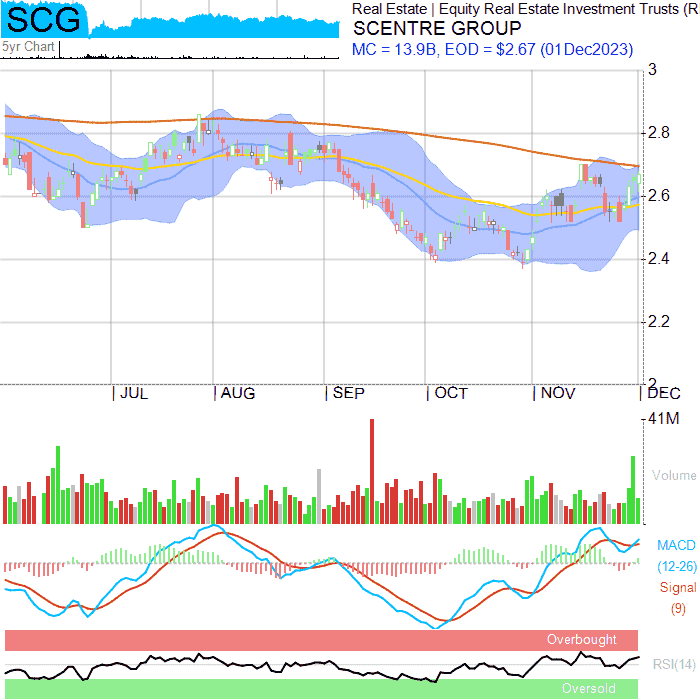 SCG
5yr Chart
Real Estate | Equity Real Estate Investment Trusts (R
SCENTRE GROUP
MC = 13.9B, EOD = $2.67 (01Dec2023)
3
2.8
2.6
2.4
2.2
2
JUL AUG SEP OCT NOV DEC
41M
Volume
MACD
(12-26)
Signal
(9)
Overbought
RSI(14)
Oversold